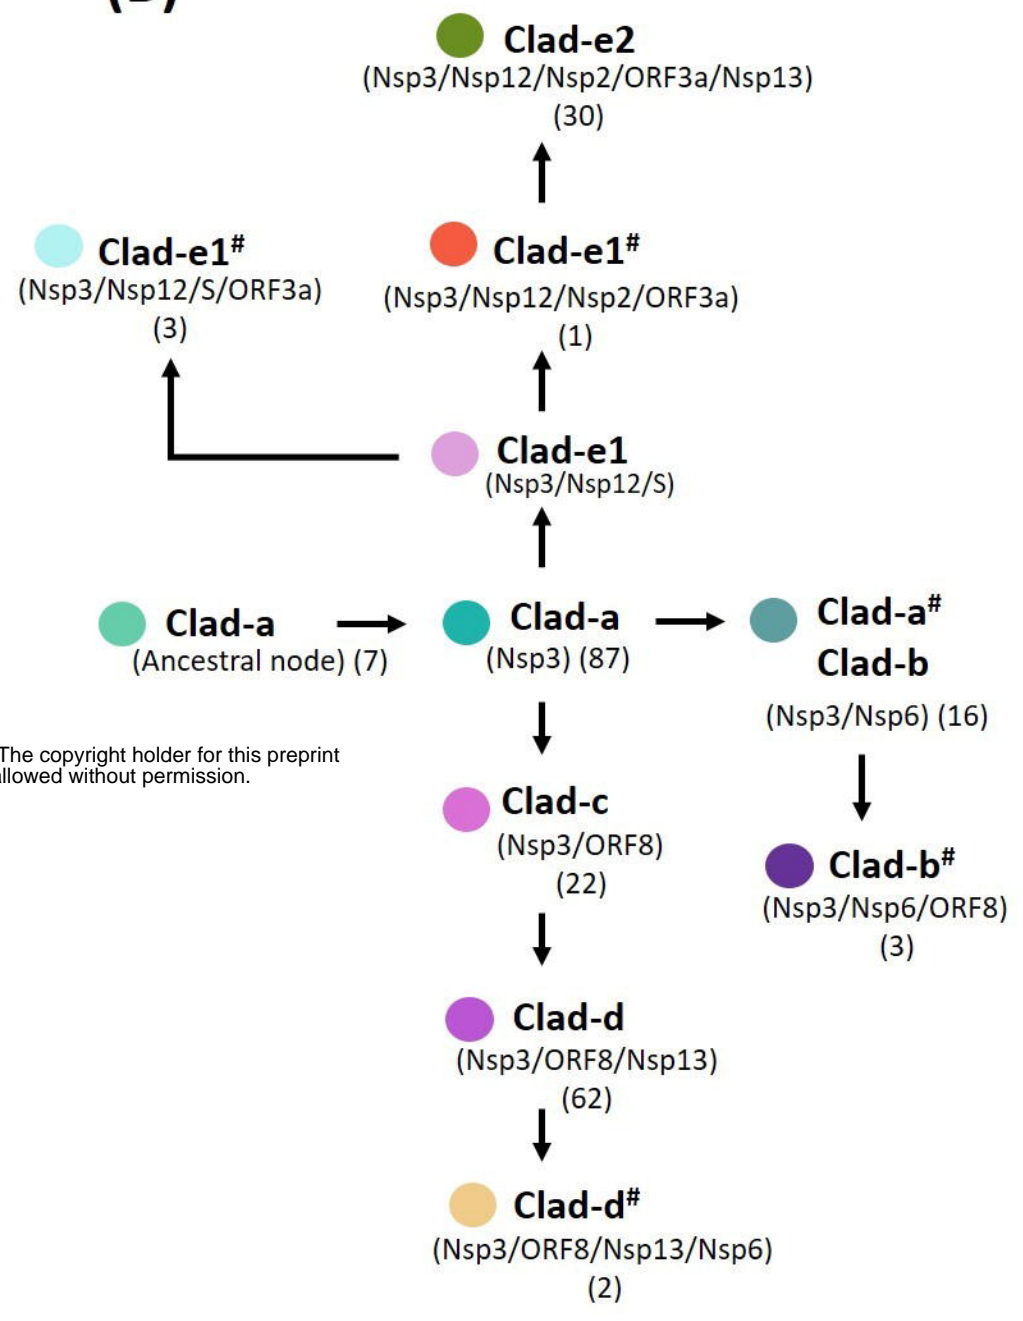 Clad-e2
(Nsp3/Nsp12/Nsp2/ORF3a/Nsp13)
(30)
Clad-e1#
(Nsp3/Nsp12/S/ORF3a)
(3)
Clad-e1#
(Nsp3/Nsp12/Nsp2/ORF3a)
(1)
Clad-e1
(Nsp3/Nsp12/S)
Clad-a
(Ancestral node) (7)
Clad-a
(Nsp3) (87)
Clad-a#
Clad-b
(Nsp3/Nsp6) (16)
The copyright holder for this preprint
allowed without permission.
Clad-c
(Nsp3/ORF8)
(22)
Clad-b#
(Nsp3/Nsp6/ORF8)
(3)
Clad-d
(Nsp3/ORF8/Nsp13)
(62)
Clad-d#
(Nsp3/ORF8/Nsp13/Nsp6)
(2)